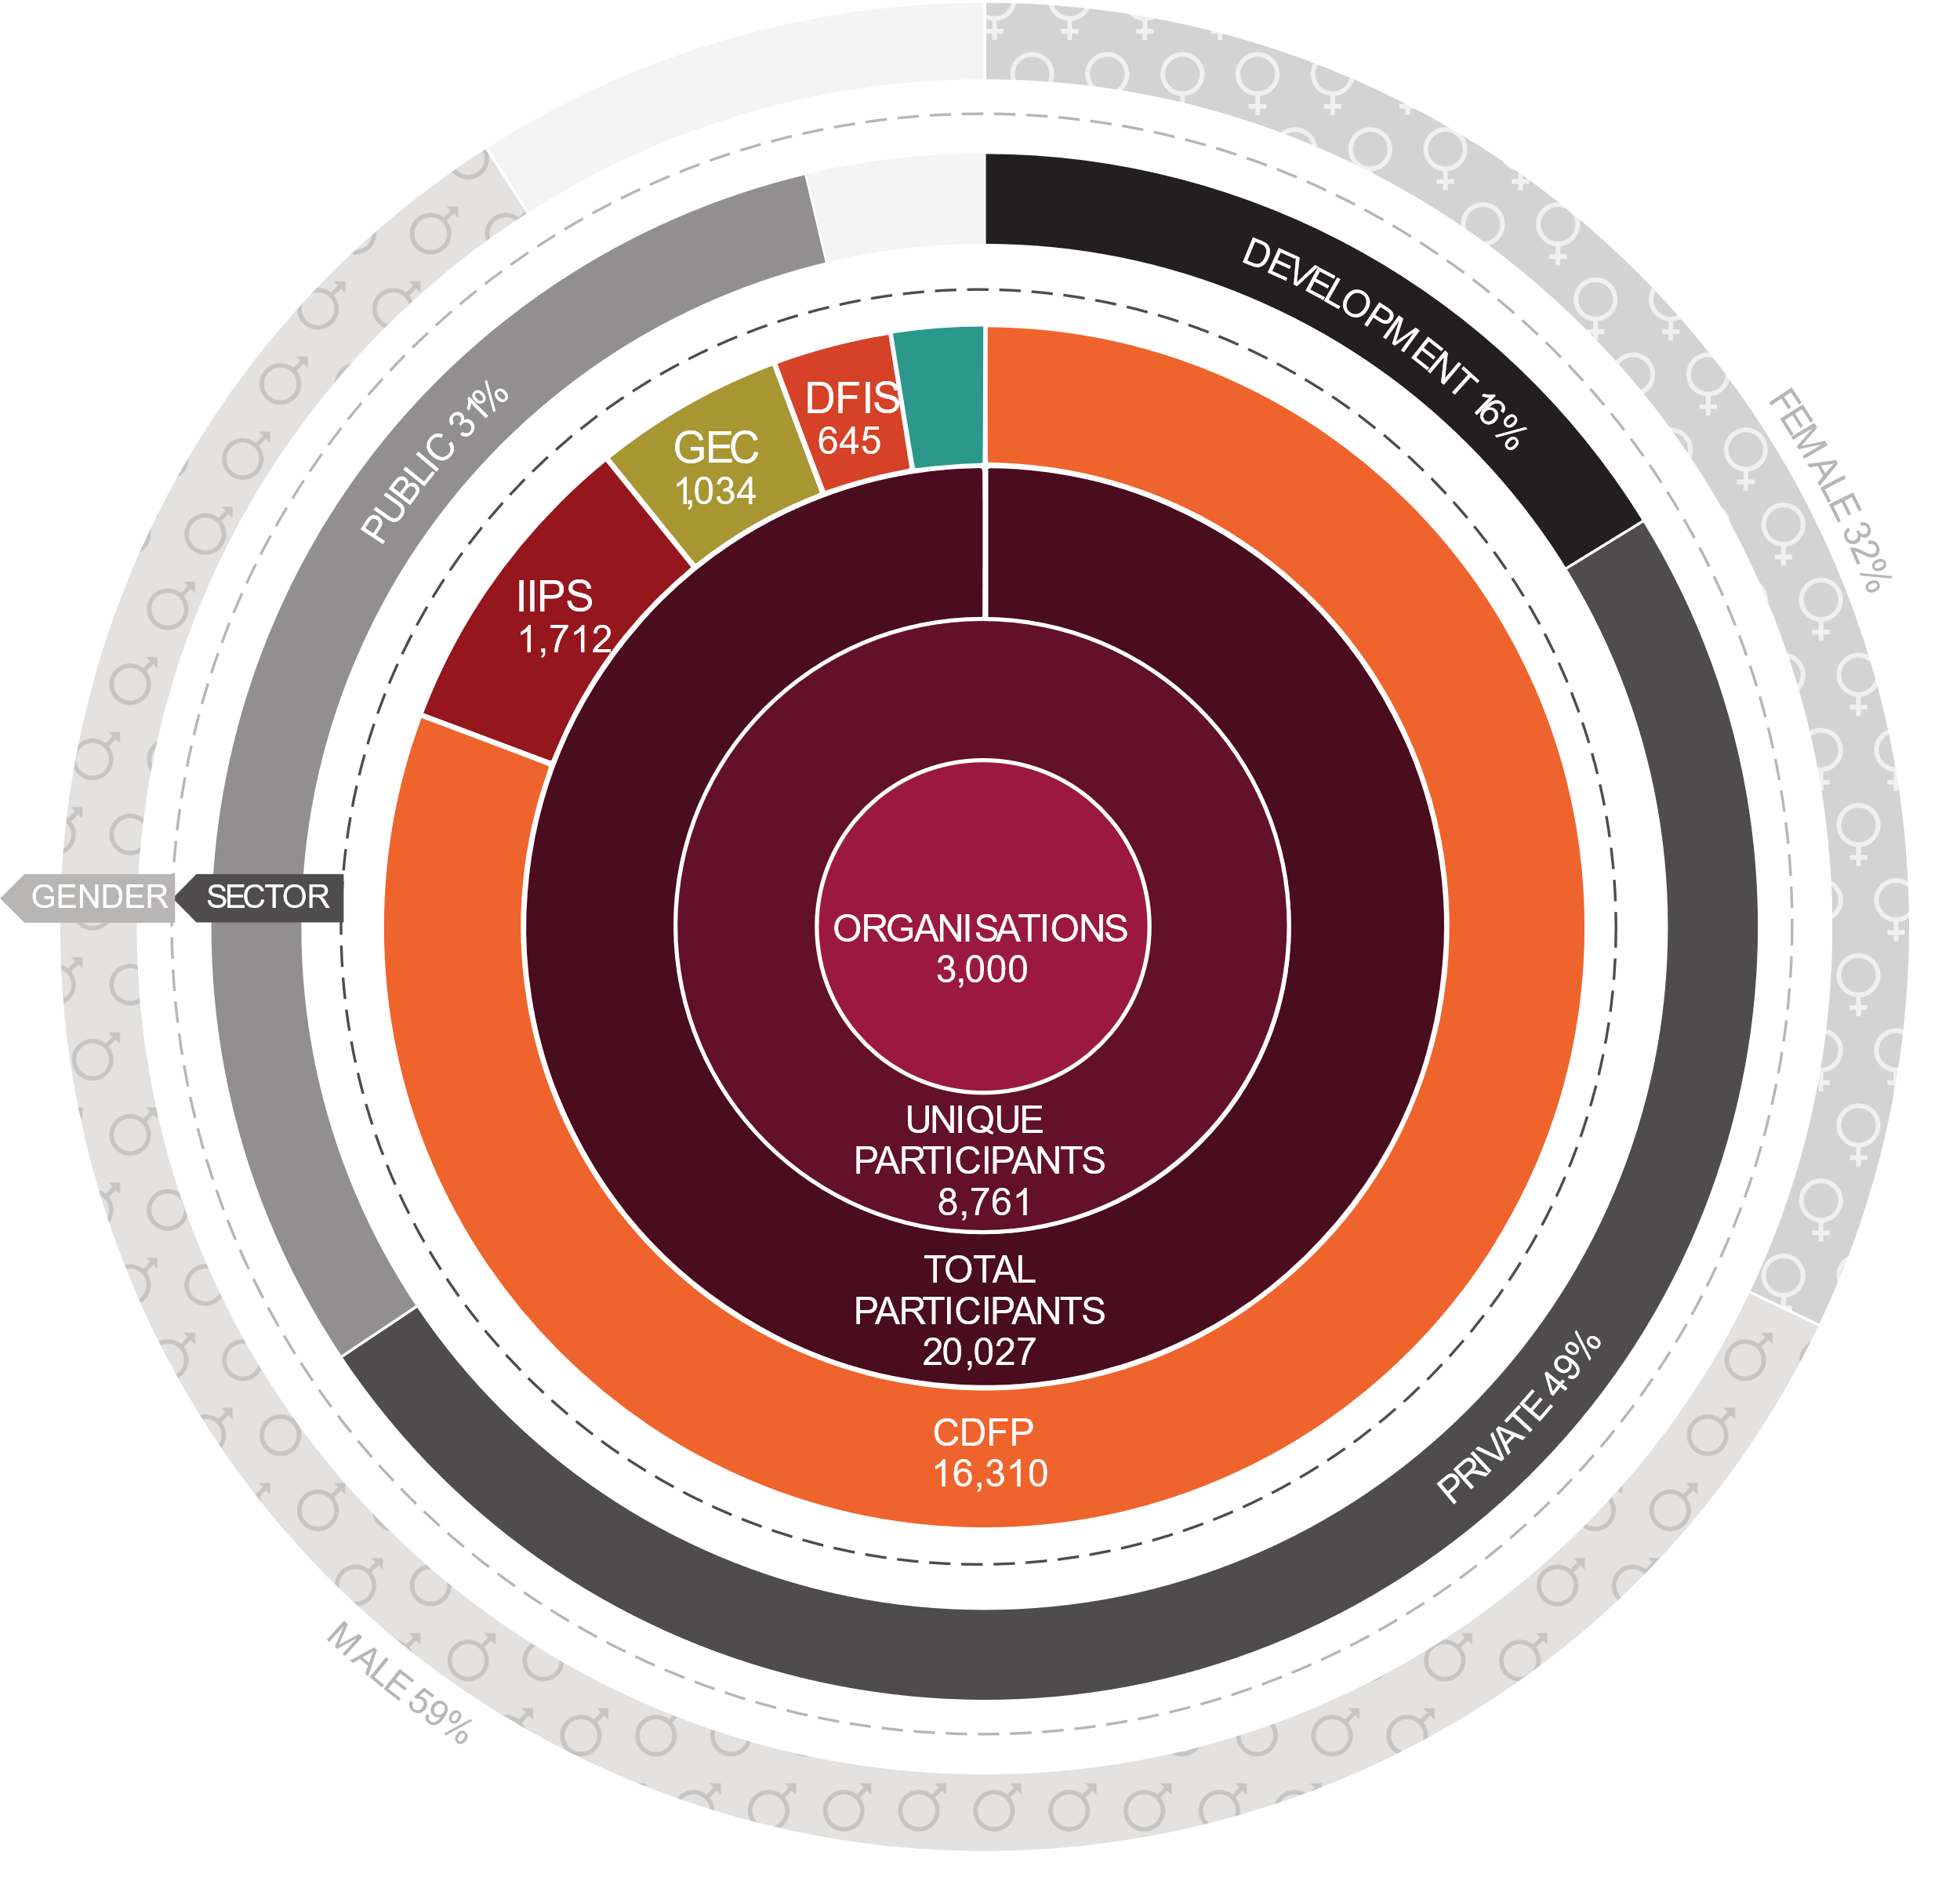 FEMALE 32%
DEVELOPMENT 16%
PUBLIC 31%
DFIS
645
GEC
1,034
IIPS
1,712
GENDER
SECTOR
ORGANISATIONS
3,000
UNIQUE
PARTICIPANTS
8,761
TOTAL
PARTICIPANTS
20,027
CDFP
16,310
PRIVATE 49%
MALE 59%